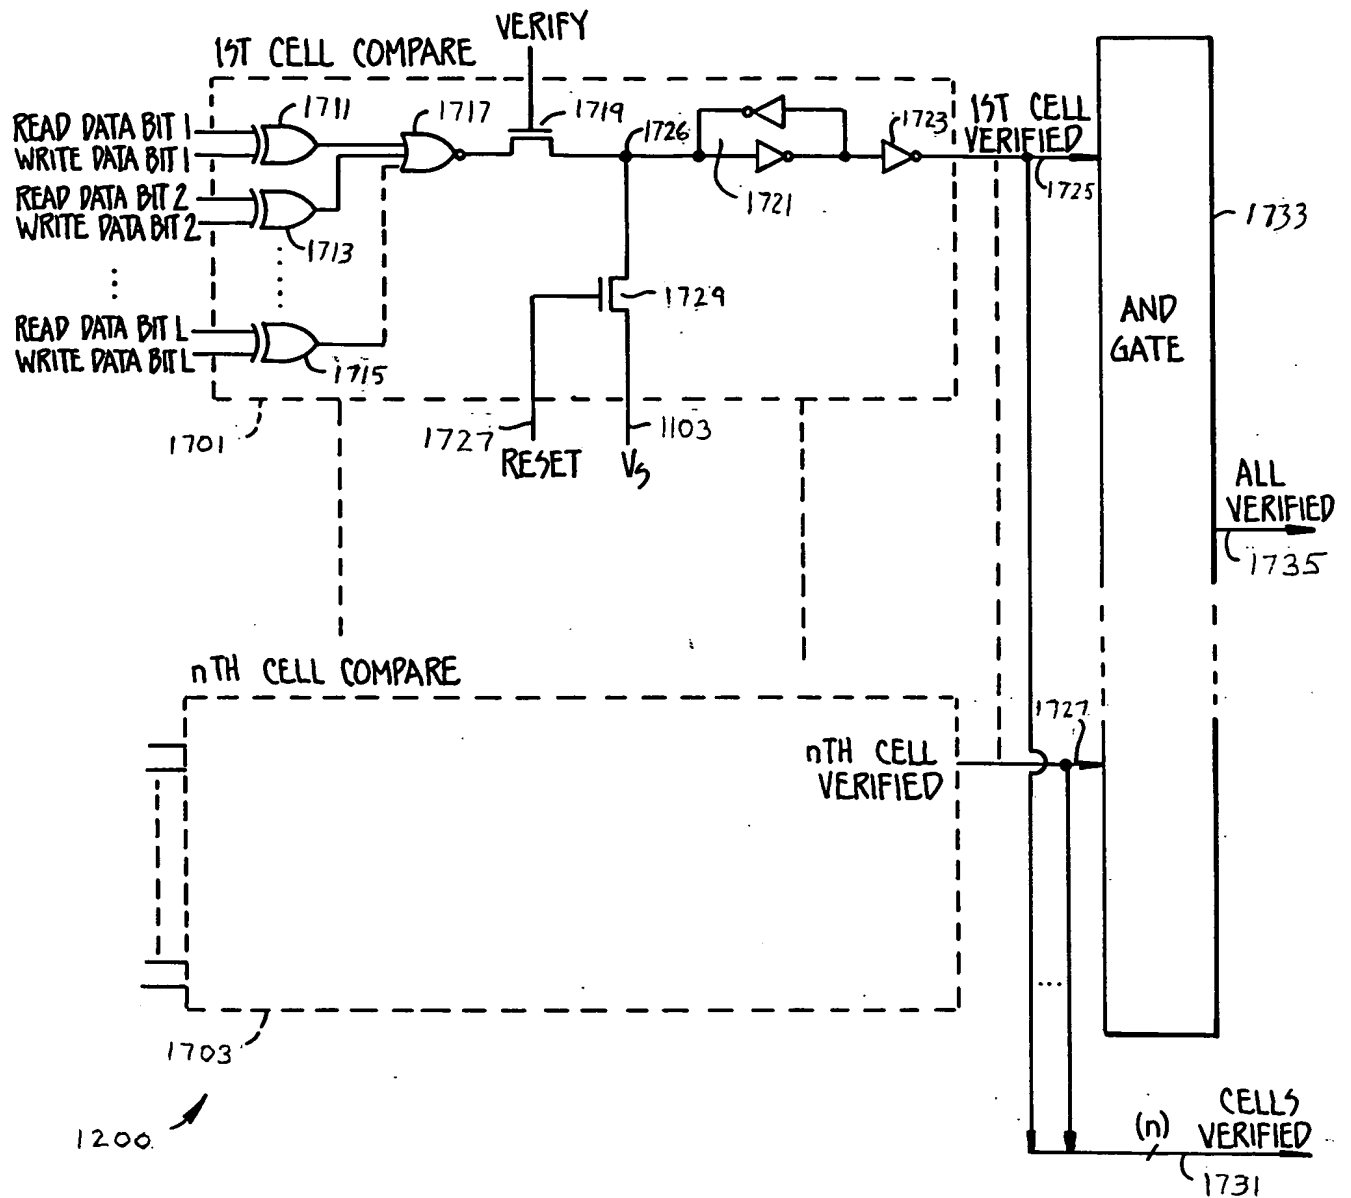 VERIFY
1ST CELL COMPARE
1711
1717
1719
1726
1723
1ST CELL
VERIFIED
READ DATA BIT 1
WRITE DATA BIT 1
1725
READ DATA BIT 2
WRITE DATA BIT 2
1721
1713
1733
1729
AND
GATE
READ DATA BIT L
WRITE DATA BIT L
1715
1701
1727
1103
RESET
VS
ALL
VERIFIED
1735
nTH CELL COMPARE
1727
nTH CELL
VERIFIED
1703
1200
(n)
CELLS
VERIFIED
1731